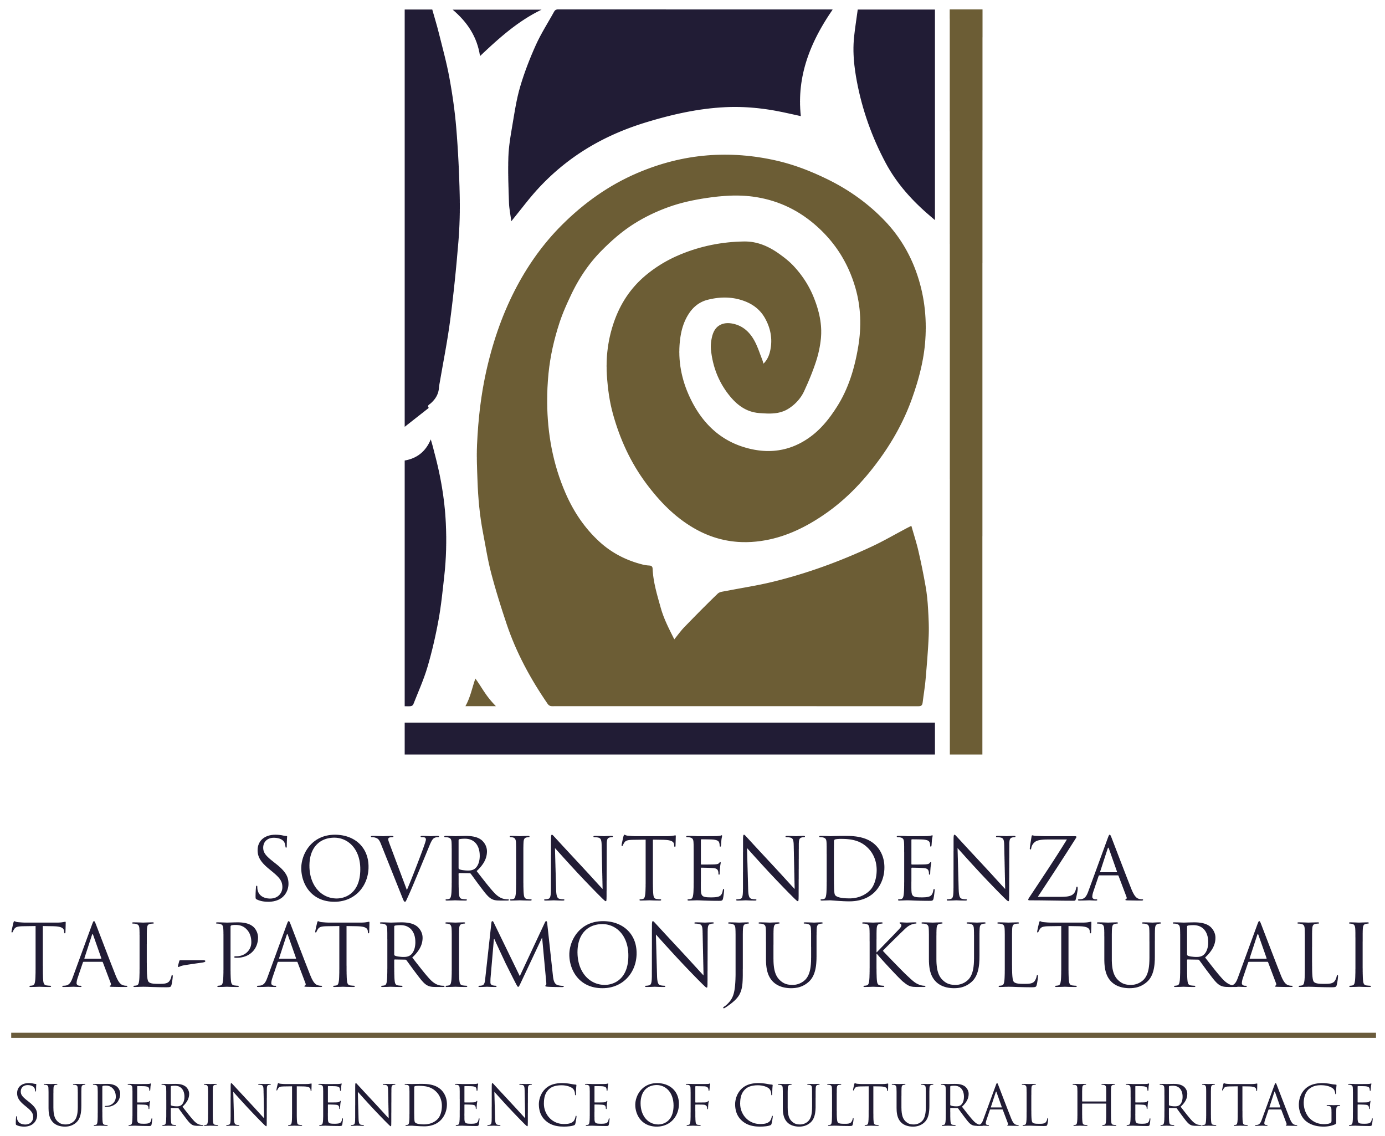 SOVRINTENDENZA
TAL-PATRIMONJU KULTURALI
SUPERINTENDENCE OF CULTURAL HERITAGE